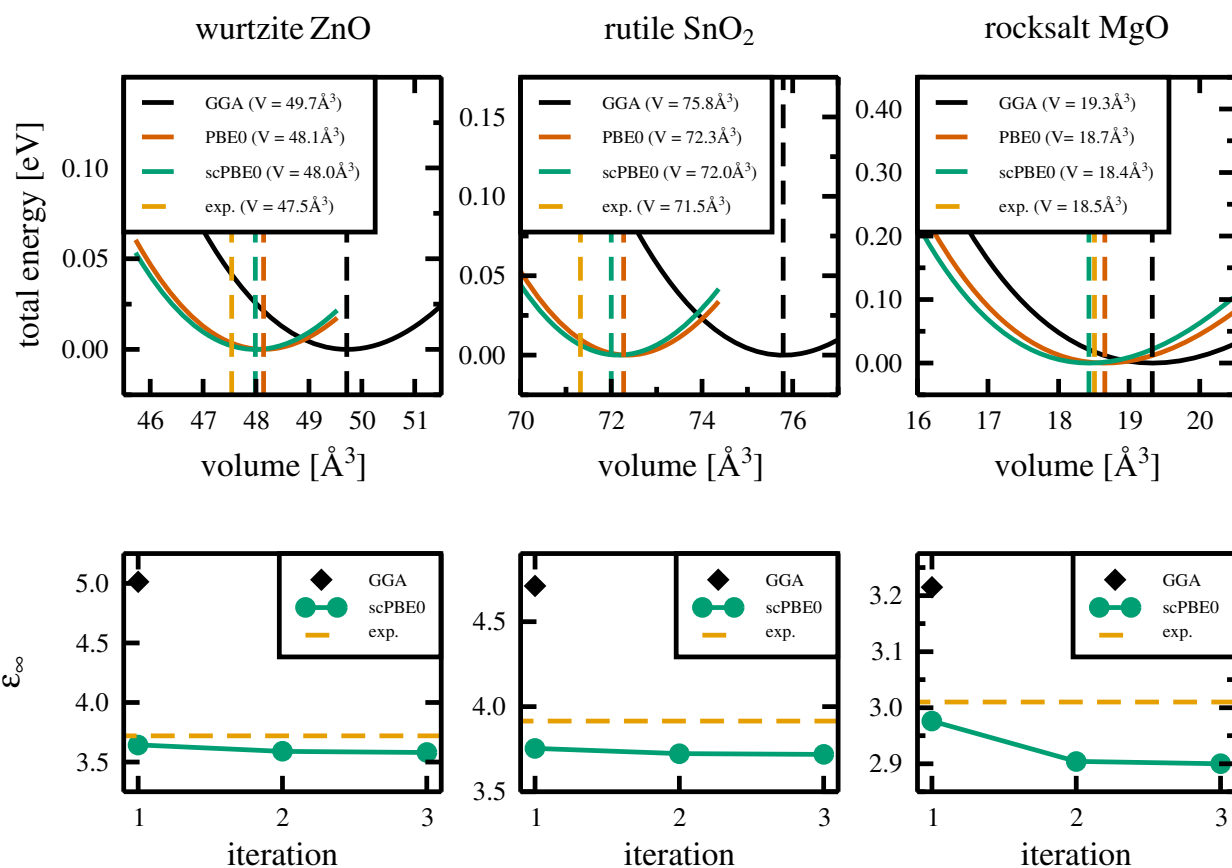 wurtzite ZnO
rutile SnO₂
rocksalt MgO
total energy [eV]
0.10
0.05
0.00
GGA (V = 49.7Å³)
PBE0 (V = 48.1Å³)
scPBE0 (V = 48.0Å³)
exp. (V = 47.5Å³)
46 47 48 49 50 51
volume [Å³]
0.15
0.10
0.05
0.00
GGA (V = 75.8Å³)
PBE0 (V = 72.3Å³)
scPBE0 (V = 72.0Å³)
exp. (V = 71.5Å³)
70 72 74 76
volume [Å³]
0.40
0.30
0.20
0.10
0.00
GGA (V = 19.3Å³)
PBE0 (V = 18.7Å³)
scPBE0 (V = 18.4Å³)
exp. (V = 18.5Å³)
16 17 18 19 20
volume [Å³]
ε∞
5.0
4.5
4.0
3.5
GGA
scPBE0
exp.
1 2 3
iteration
4.5
4.0
3.5
GGA
scPBE0
exp.
1 2 3
iteration
3.2
3.1
3.0
2.9
GGA
scPBE0
exp.
1 2 3
iteration